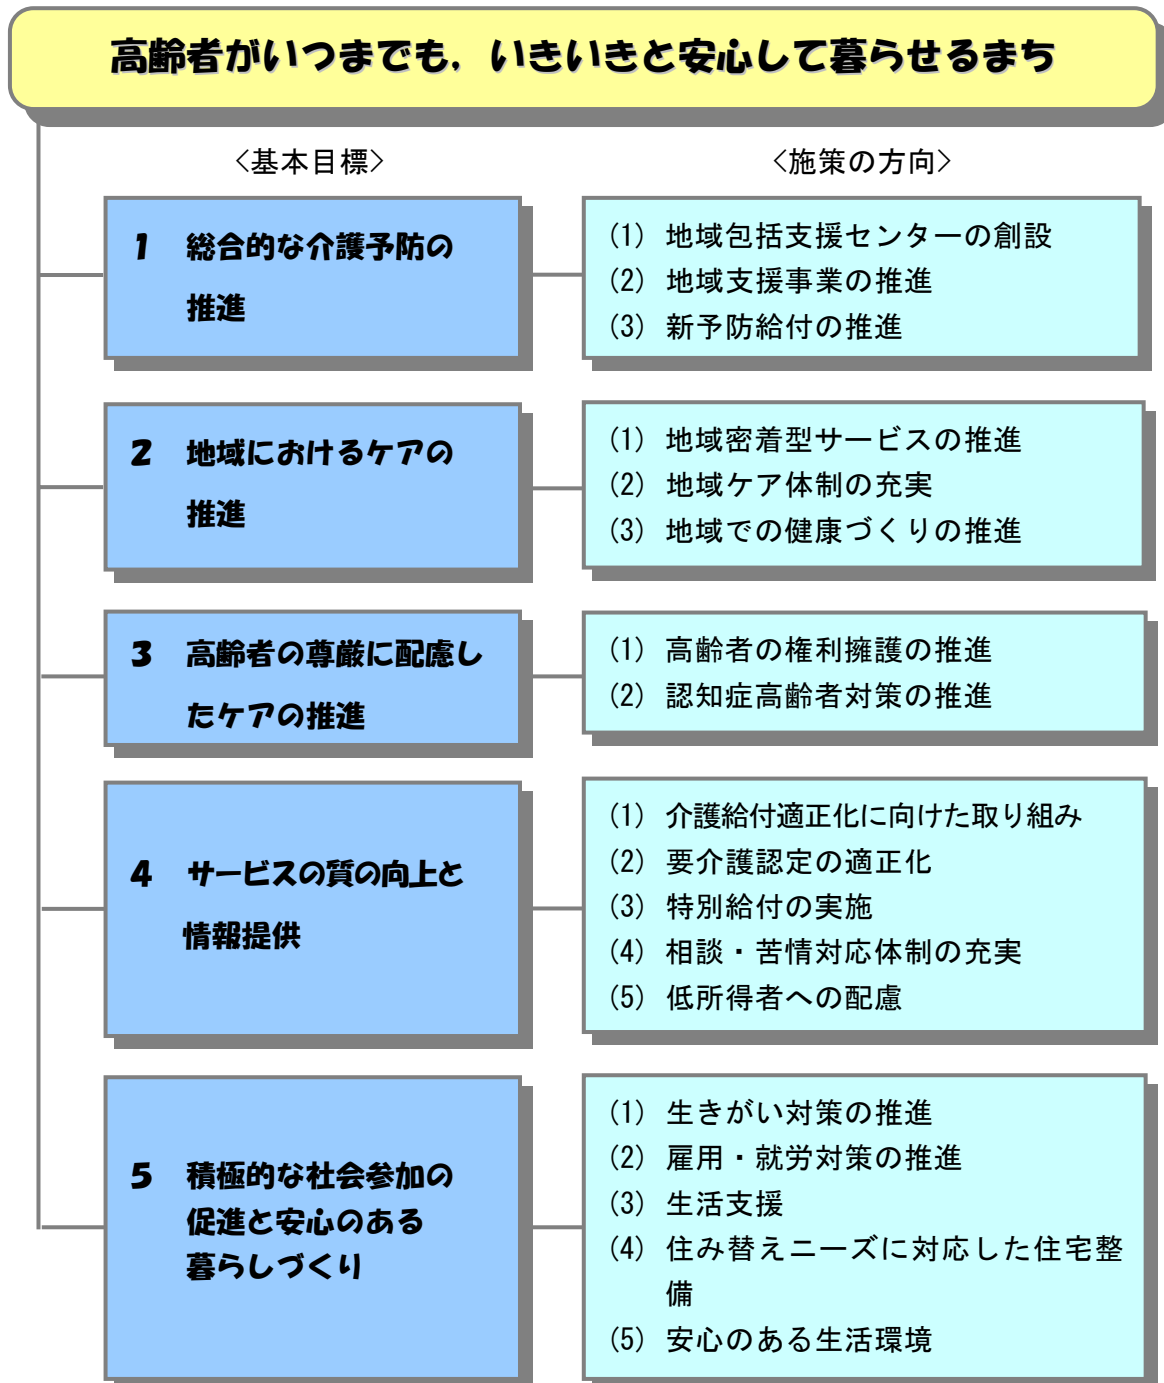 高齢者がいつまでも，いきいきと安心して暮らせるまち
<基本目標>
<施策の方向>
1 総合的な介護予防の
推進
(1) 地域包括支援センターの創設
(2) 地域支援事業の推進
(3) 新予防給付の推進
2 地域におけるケアの
推進
(1) 地域密着型サービスの推進
(2) 地域ケア体制の充実
(3) 地域での健康づくりの推進
3 高齢者の尊厳に配慮し
たケアの推進
(1) 高齢者の権利擁護の推進
(2) 認知症高齢者対策の推進
4 サービスの質の向上と
情報提供
(1) 介護給付適正化に向けた取り組み
(2) 要介護認定の適正化
(3) 特別給付の実施
(4) 相談・苦情対応体制の充実
(5) 低所得者への配慮
5 積極的な社会参加の
促進と安心のある
暮らしづくり
(1) 生きがい対策の推進
(2) 雇用・就労対策の推進
(3) 生活支援
(4) 住み替えニーズに対応した住宅整
備
(5) 安心のある生活環境